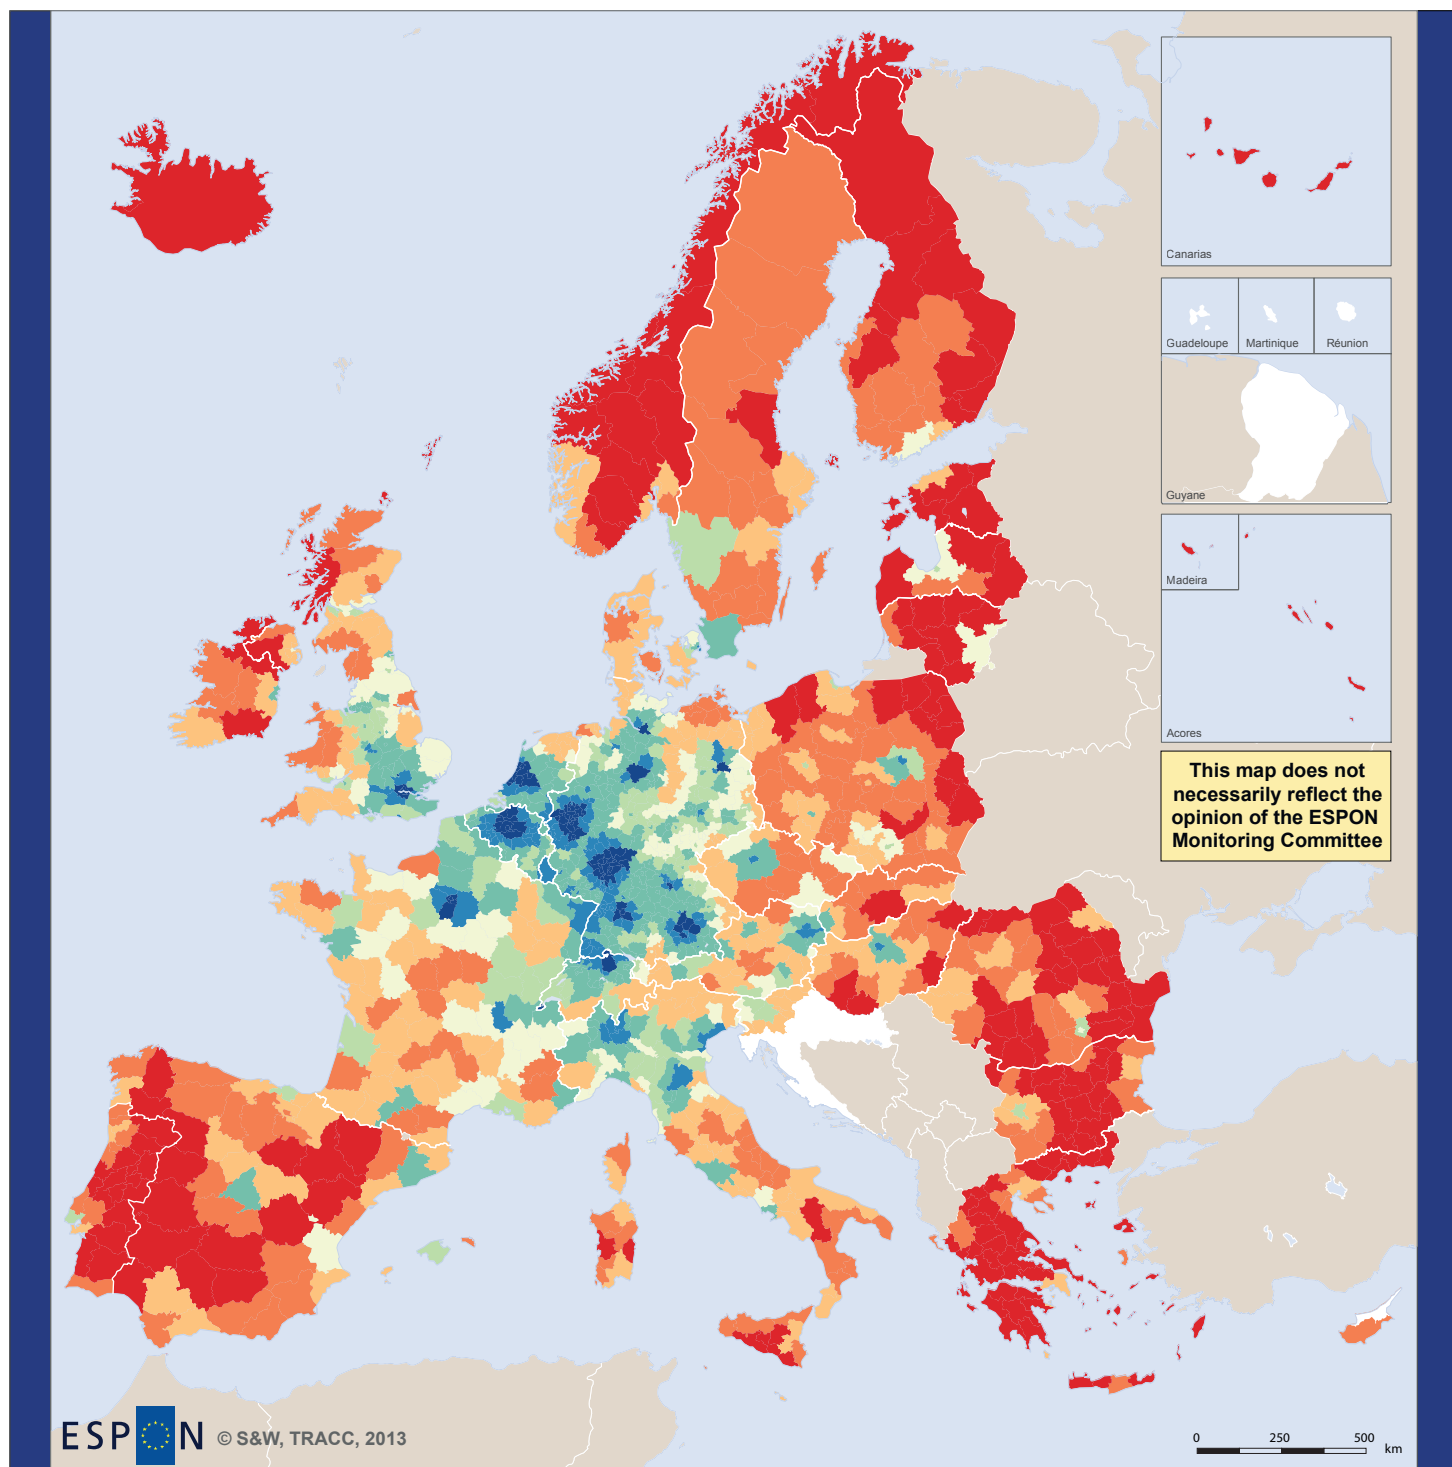 Canarias
Guadeloupe
Martinique
Réunion
Guyane
Madeira
Acores
This map does not
necessarily reflect the
opinion of the ESPON
Monitoring Committee
ESPON
© S&W, TRACC, 2013
0 250 500
km